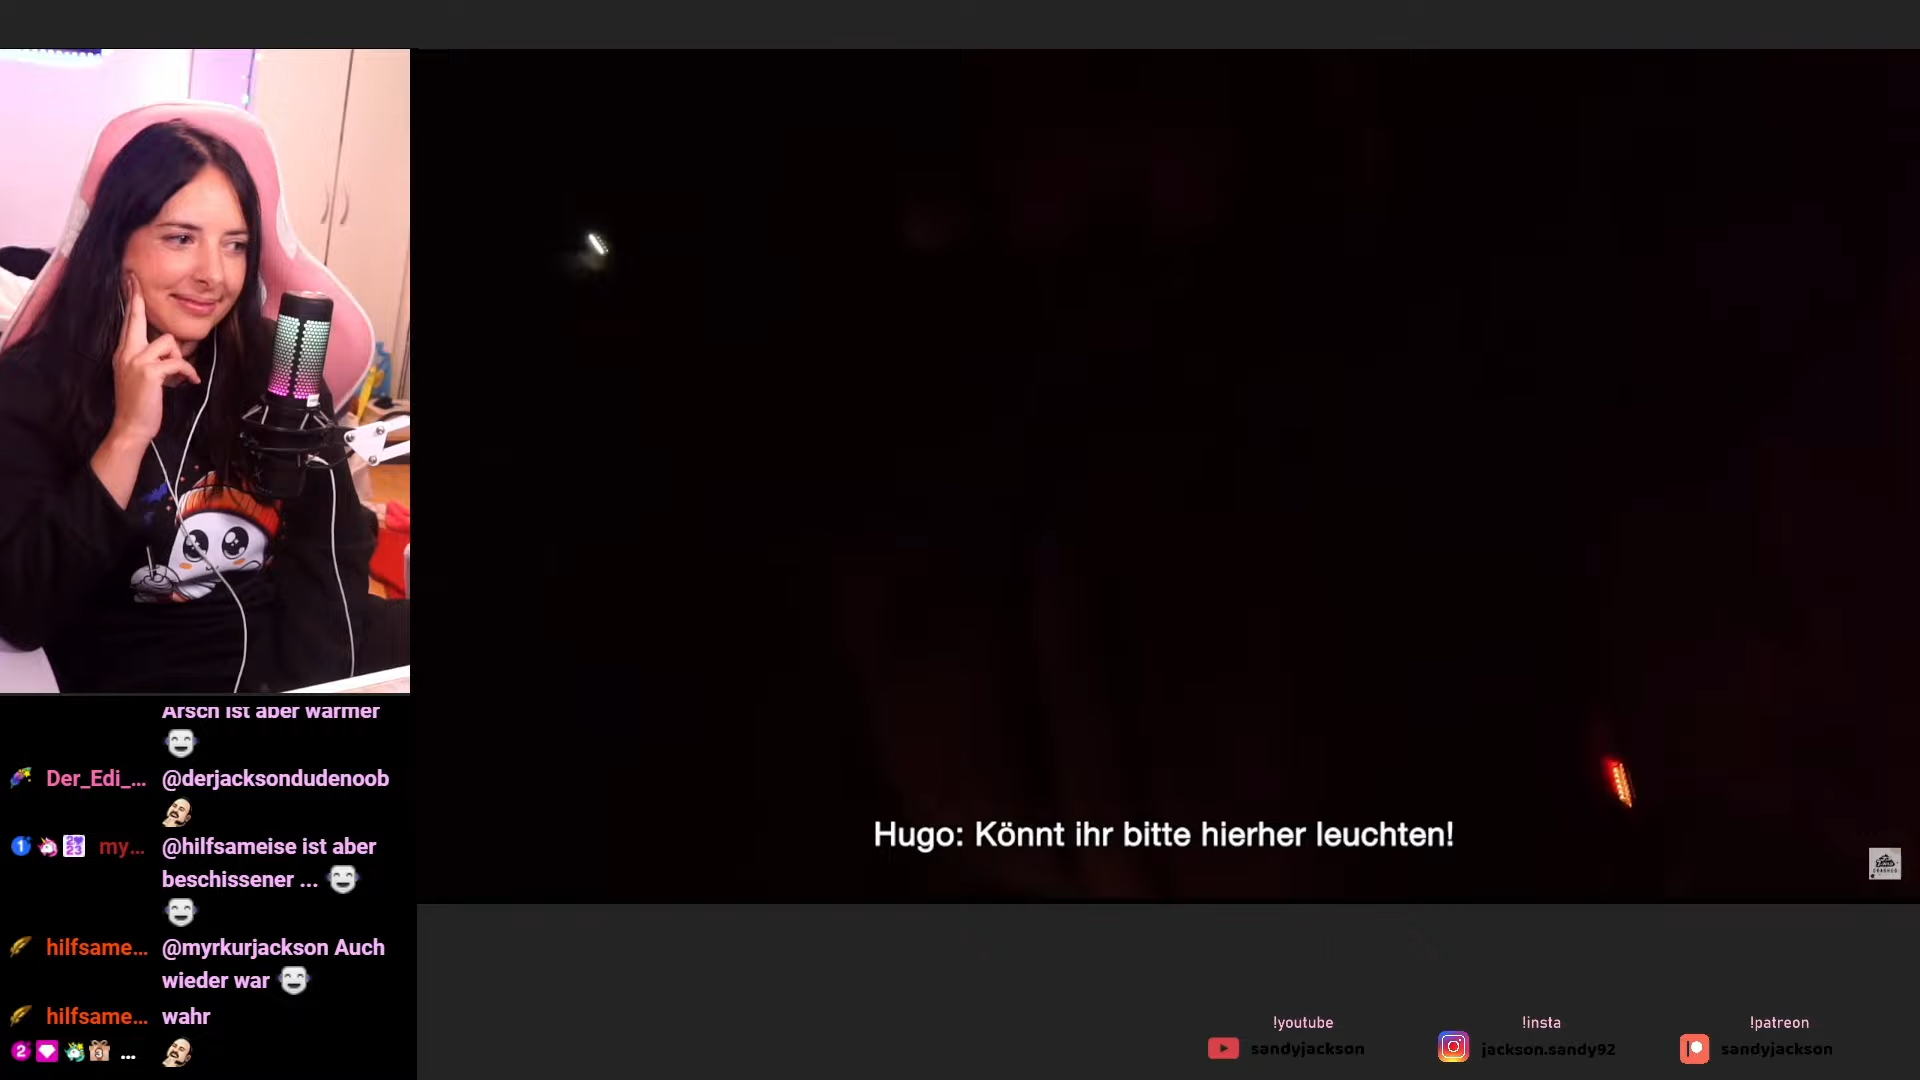 Arsch ist aber wärmer
Der_Edi_... @derjacksondudenoob
my... @hilfsameise ist aber
beschissener ...
hilfsame... @myrkurjackson Auch
wieder war
hilfsame... wahr
...
Hugo: Könnt ihr bitte hierher leuchten!
!youtube
sandyjackson
!insta
jackson.sandy92
!patreon
sandyjackson